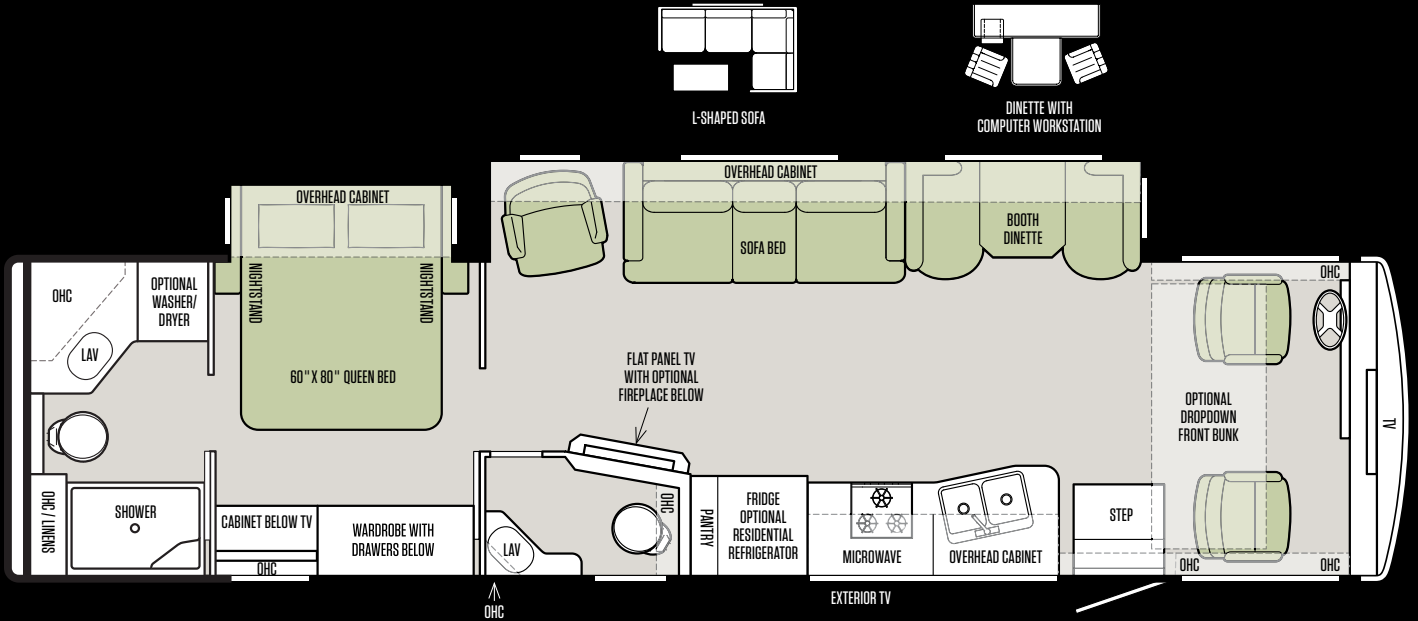 L-SHAPED SOFA
DINETTE WITH
COMPUTER WORKSTATION
OVERHEAD CABINET
OVERHEAD CABINET
BOOTH
DINETTE
SOFA BED
NIGHTSTAND
NIGHTSTAND
60" X 80" QUEEN BED
OHC
OPTIONAL
WASHER/
DRYER
LAV
OHC
FLAT PANEL TV
WITH OPTIONAL
FIREPLACE BELOW
OPTIONAL
DROPDOWN
FRONT BUNK
TV
OHC / LINENS
SHOWER
CABINET BELOW TV
OHC
WARDROBE WITH
DRAWERS BELOW
LAV
OHC
OHC
PANTRY
FRIDGE
OPTIONAL
RESIDENTIAL
REFRIGERATOR
MICROWAVE
OVERHEAD CABINET
STEP
OHC
OHC
EXTERIOR TV